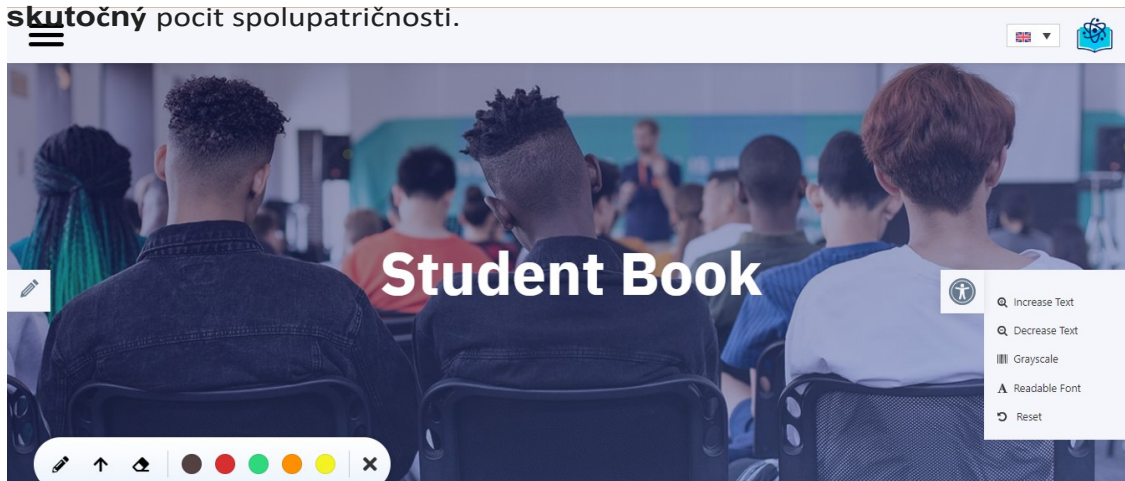 skutočný pocit spolupatričnosti.
Student Book
Increase Text
Decrease Text
Grayscale
Readable Font
Reset